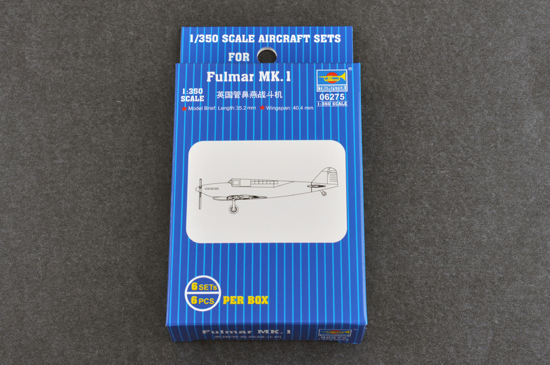 1/350 SCALE AIRCRAFT SETS
FOR
Fulmar MK.1
1:350
SCALE
英国管鼻燕战斗机
Model Brief: Length:35.2mm Wingspan:40.4 mm
06275
1:350 SCALE
6 SETS
6 PCS
PER BOX
Fulmar MK.1